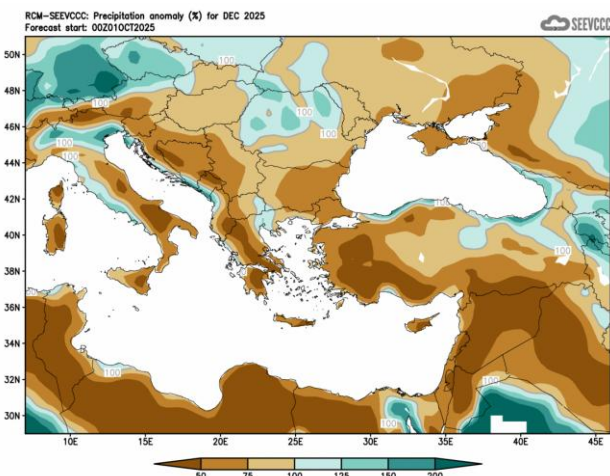 RCM-SEEVCCC: Precipitation anomaly (%) for DEC 2025
Forecast start: 00Z01OCT2025
SEEVCCC
50N
48N
46N
44N
42N
40N
38N
36N
34N
32N
30N
100
100
100
100
100
100
100
100
100
100
100
10E
15E
20E
25E
30E
35E
40E
45E
50
75
100
125
150
200